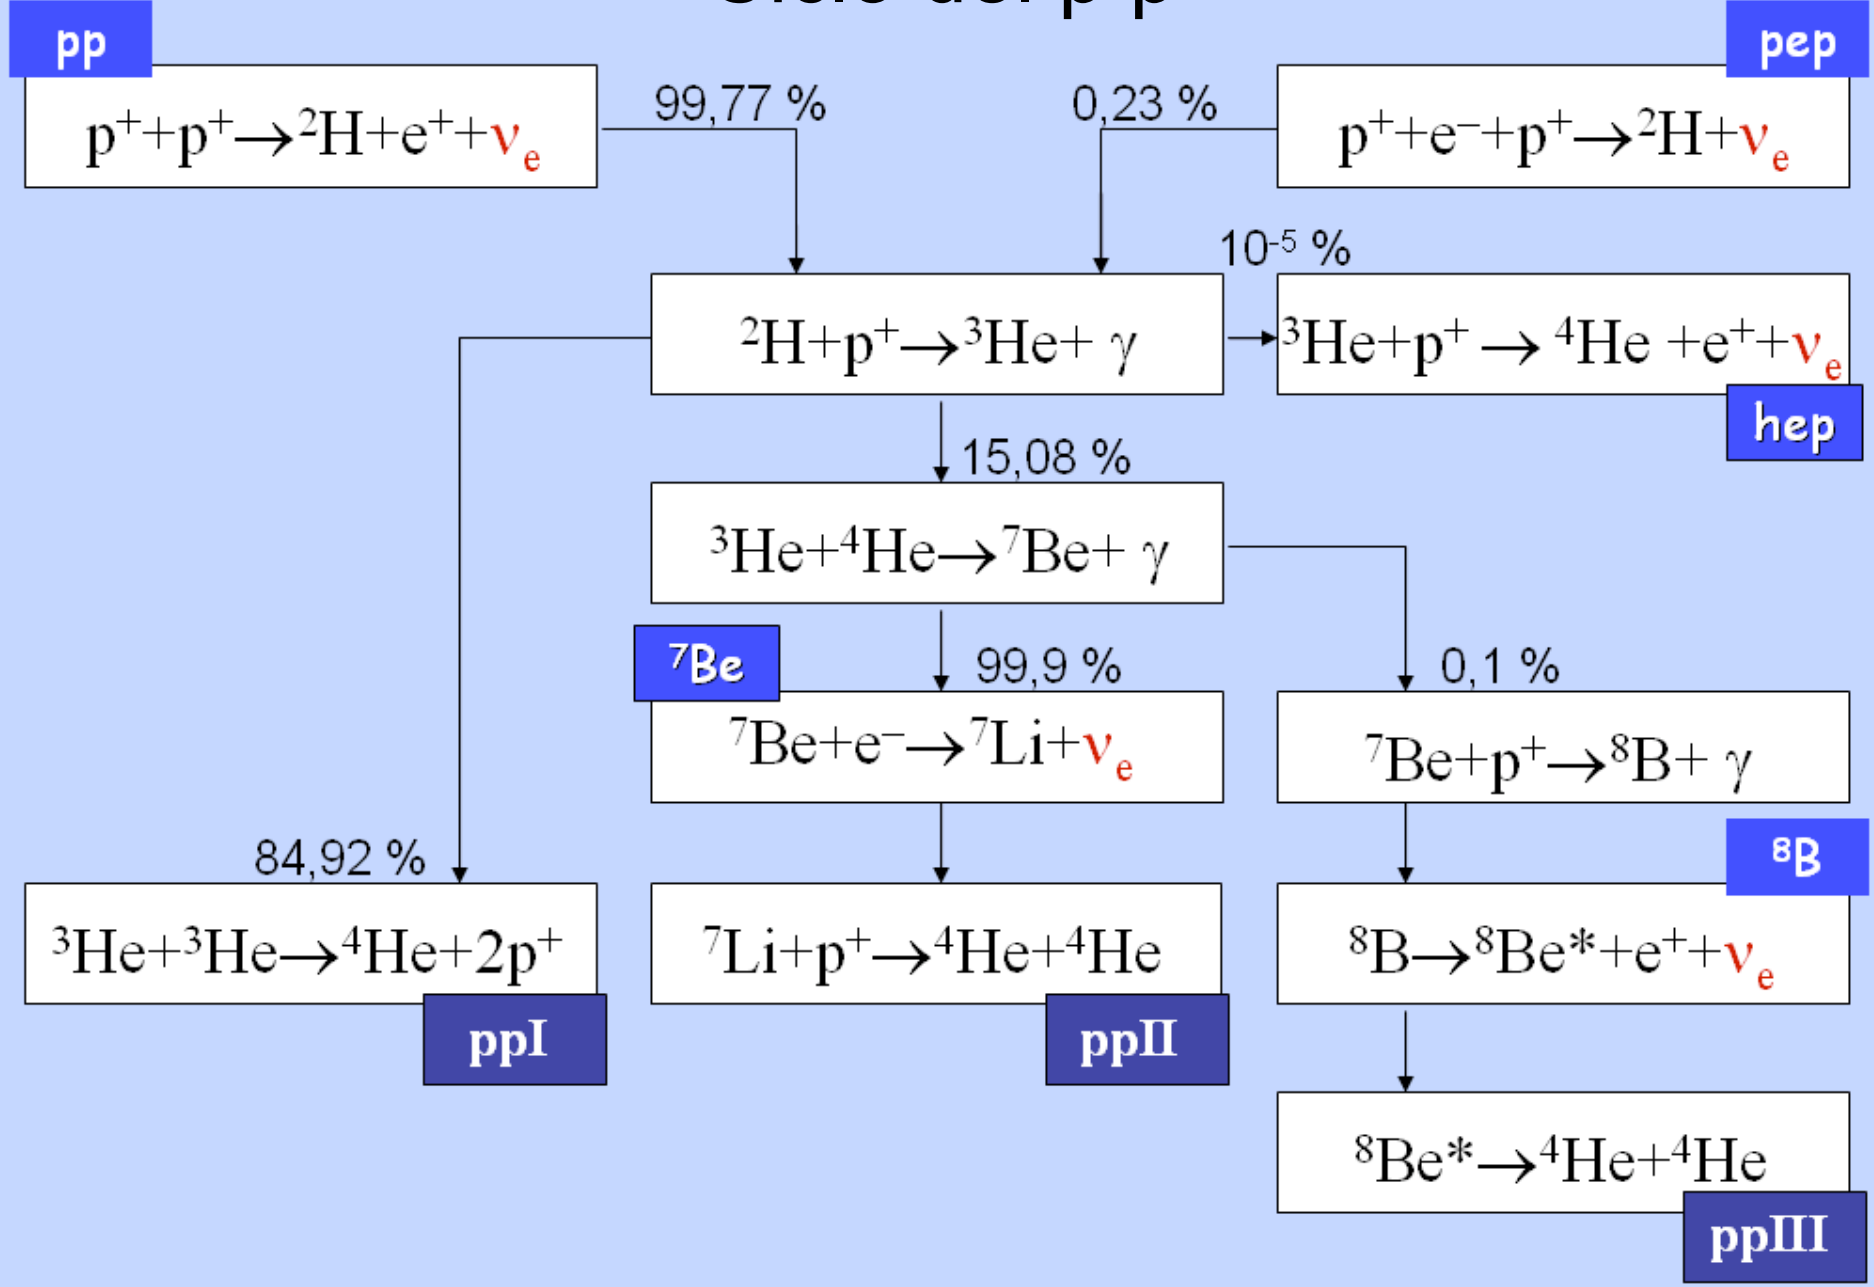 pp
pep
p⁺+p⁺→²H+e⁺+νₑ
99,77 %
0,23 %
p⁺+e⁻+p⁺→²H+νₑ
10⁻⁵ %
²H+p⁺→³He+ γ
³He+p⁺ → ⁴He +e⁺+νₑ
hep
15,08 %
³He+⁴He→⁷Be+ γ
⁷Be
99,9 %
0,1 %
⁷Be+e⁻→⁷Li+νₑ
⁷Be+p⁺→⁸B+ γ
84,92 %
⁸B
³He+³He→⁴He+2p⁺
⁷Li+p⁺→⁴He+⁴He
⁸B→⁸Be*+e⁺+νₑ
ppI
ppII
⁸Be*→⁴He+⁴He
ppIII